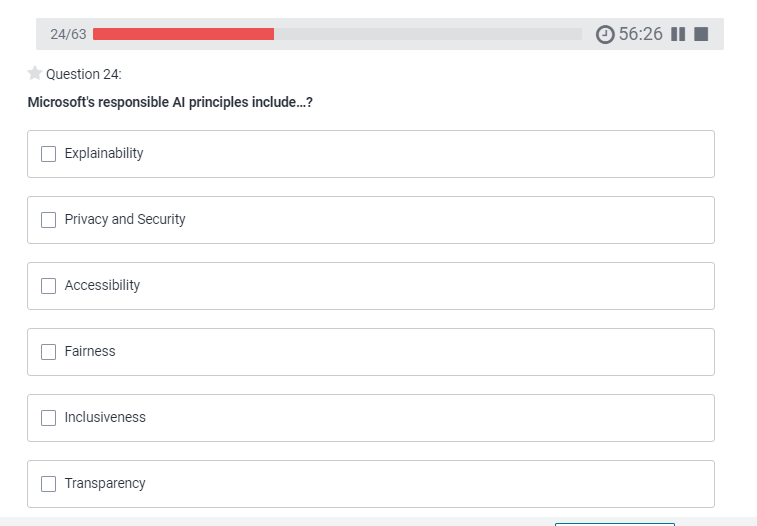 24/63
56:26
Question 24:
Microsoft's responsible AI principles include...?
Explainability
Privacy and Security
Accessibility
Fairness
Inclusiveness
Transparency